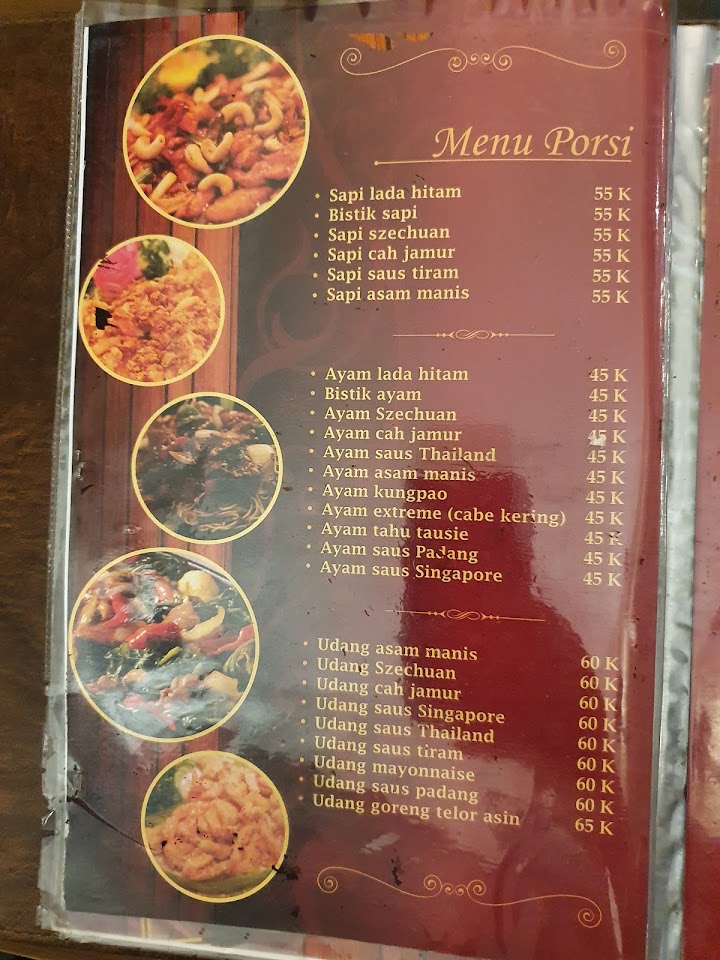 Menu Porsi
• Sapi lada hitam 55 K
• Bistik sapi 55 K
• Sapi szechuan 55 K
• Sapi cah jamur 55 K
• Sapi saus tiram 55 K
• Sapi asam manis 55 K
• Ayam lada hitam 45 K
• Bistik ayam 45 K
• Ayam Szechuan 45 K
• Ayam cah jamur 45 K
• Ayam saus Thailand 45 K
• Ayam asam manis 45 K
• Ayam kungpao 45 K
• Ayam extreme (cabe kering) 45 K
• Ayam tahu tausie 45 K
• Ayam saus Padang 45 K
• Ayam saus Singapore 45 K
• Udang asam manis 60 K
• Udang Szechuan 60 K
• Udang cah jamur 60 K
• Udang saus Singapore 60 K
• Udang saus Thailand 60 K
• Udang saus tiram 60 K
• Udang mayonnaise 60 K
• Udang saus padang 60 K
• Udang goreng telor asin 65 K